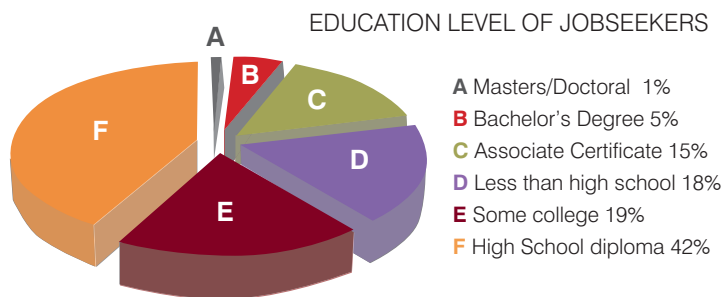 EDUCATION LEVEL OF JOBSEEKERS
A
B
C
D
E
F
A Masters/Doctoral 1%
B Bachelor's Degree 5%
C Associate Certificate 15%
D Less than high school 18%
E Some college 19%
F High School diploma 42%